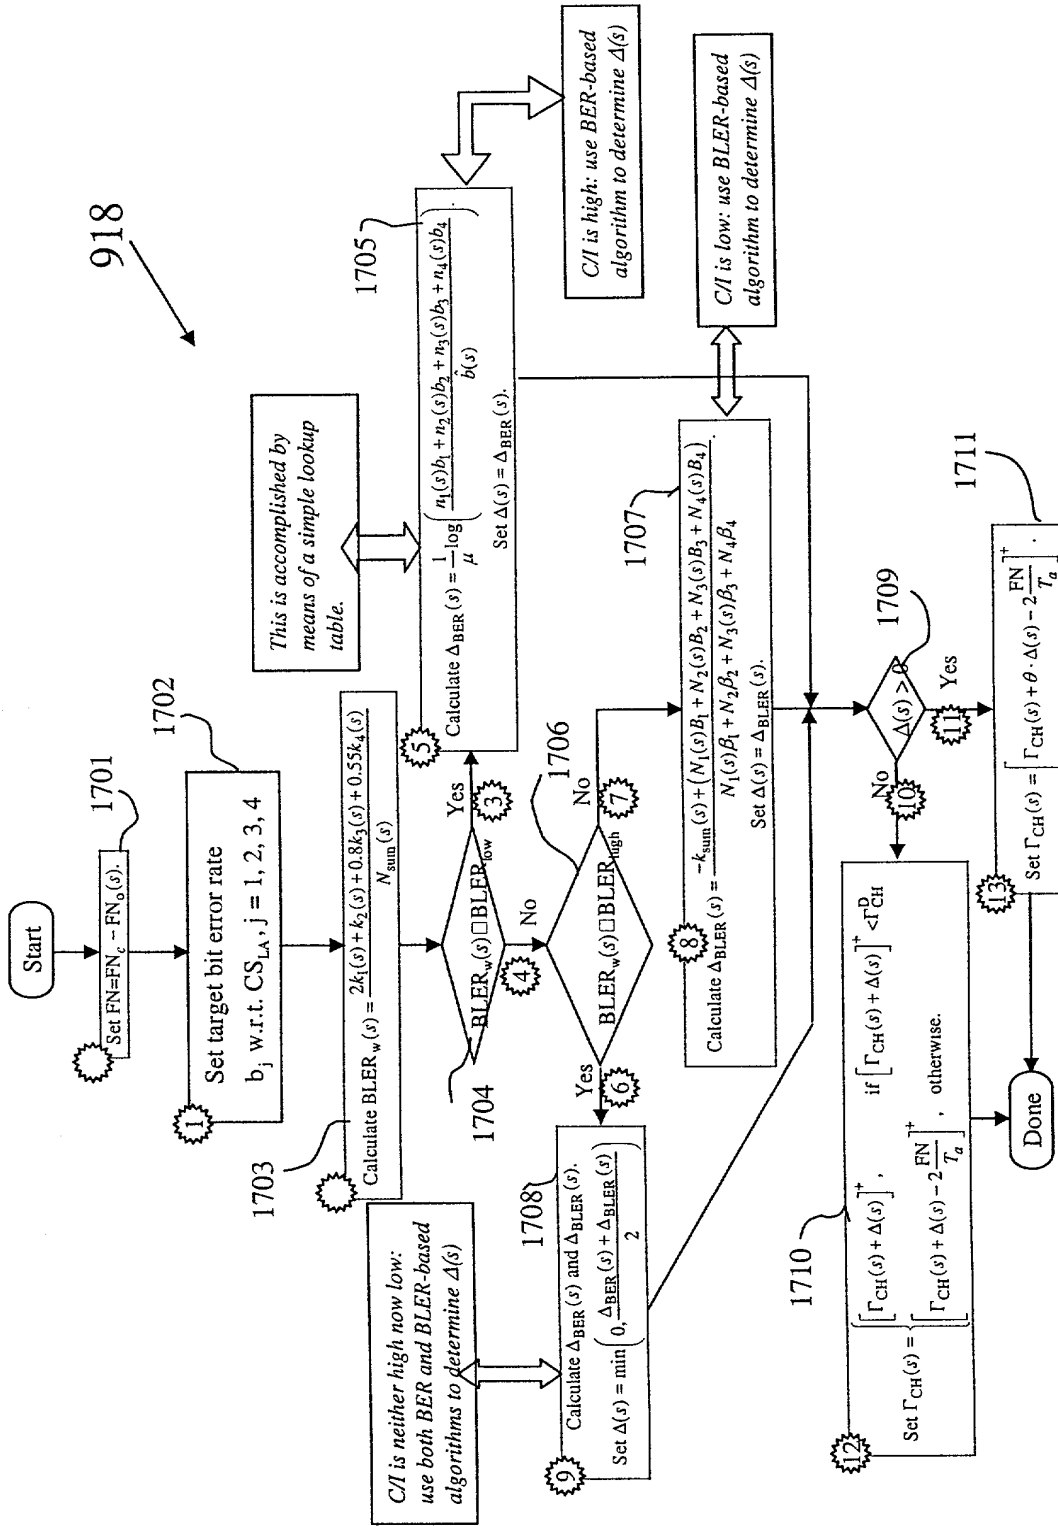 918
Start
1701
Set FN=FN_c − FN_o(s).
1702
1
Set target bit error rate
b_j w.r.t. CS_LA, j = 1, 2, 3, 4
This is accomplished by
means of a simple lookup
table.
1703
Calculate BLER_w(s) = (2k_1(s) + k_2(s) + 0.8k_3(s) + 0.55k_4(s)) / N_sum(s)
1704
BLER_w(s)□BLER_low
Yes
3
No
4
1705
5
Calculate Δ_BER(s) = (1/μ) log( (n_1(s)b_1 + n_2(s)b_2 + n_3(s)b_3 + n_4(s)b_4) / b̂(s) ).
Set Δ(s) = Δ_BER(s).
C/I is high: use BER-based
algorithm to determine Δ(s)
1706
BLER_w(s)□BLER_high
Yes
6
No
7
C/I is neither high now low:
use both BER and BLER-based
algorithms to determine Δ(s)
1708
9
Calculate Δ_BER(s) and Δ_BLER(s).
Set Δ(s) = min( 0, (Δ_BER(s) + Δ_BLER(s)) / 2 )
1707
8
Calculate Δ_BLER(s) = (−k_sum(s) + (N_1(s)B_1 + N_2(s)B_2 + N_3(s)B_3 + N_4(s)B_4)) / (N_1(s)β_1 + N_2β_2 + N_3(s)β_3 + N_4β_4).
Set Δ(s) = Δ_BLER(s).
C/I is low: use BLER-based
algorithm to determine Δ(s)
1709
Δ(s) > 0
No
10
Yes
11
1710
12
Set Γ_CH(s) = { [Γ_CH(s) + Δ(s)]^+, if [Γ_CH(s) + Δ(s)]^+ <Γ_CH^D
[Γ_CH(s) + Δ(s) − 2 FN/T_a]^+, otherwise.
1711
13
Set Γ_CH(s) = [Γ_CH(s) + θ · Δ(s) − 2 FN/T_a]^+.
Done